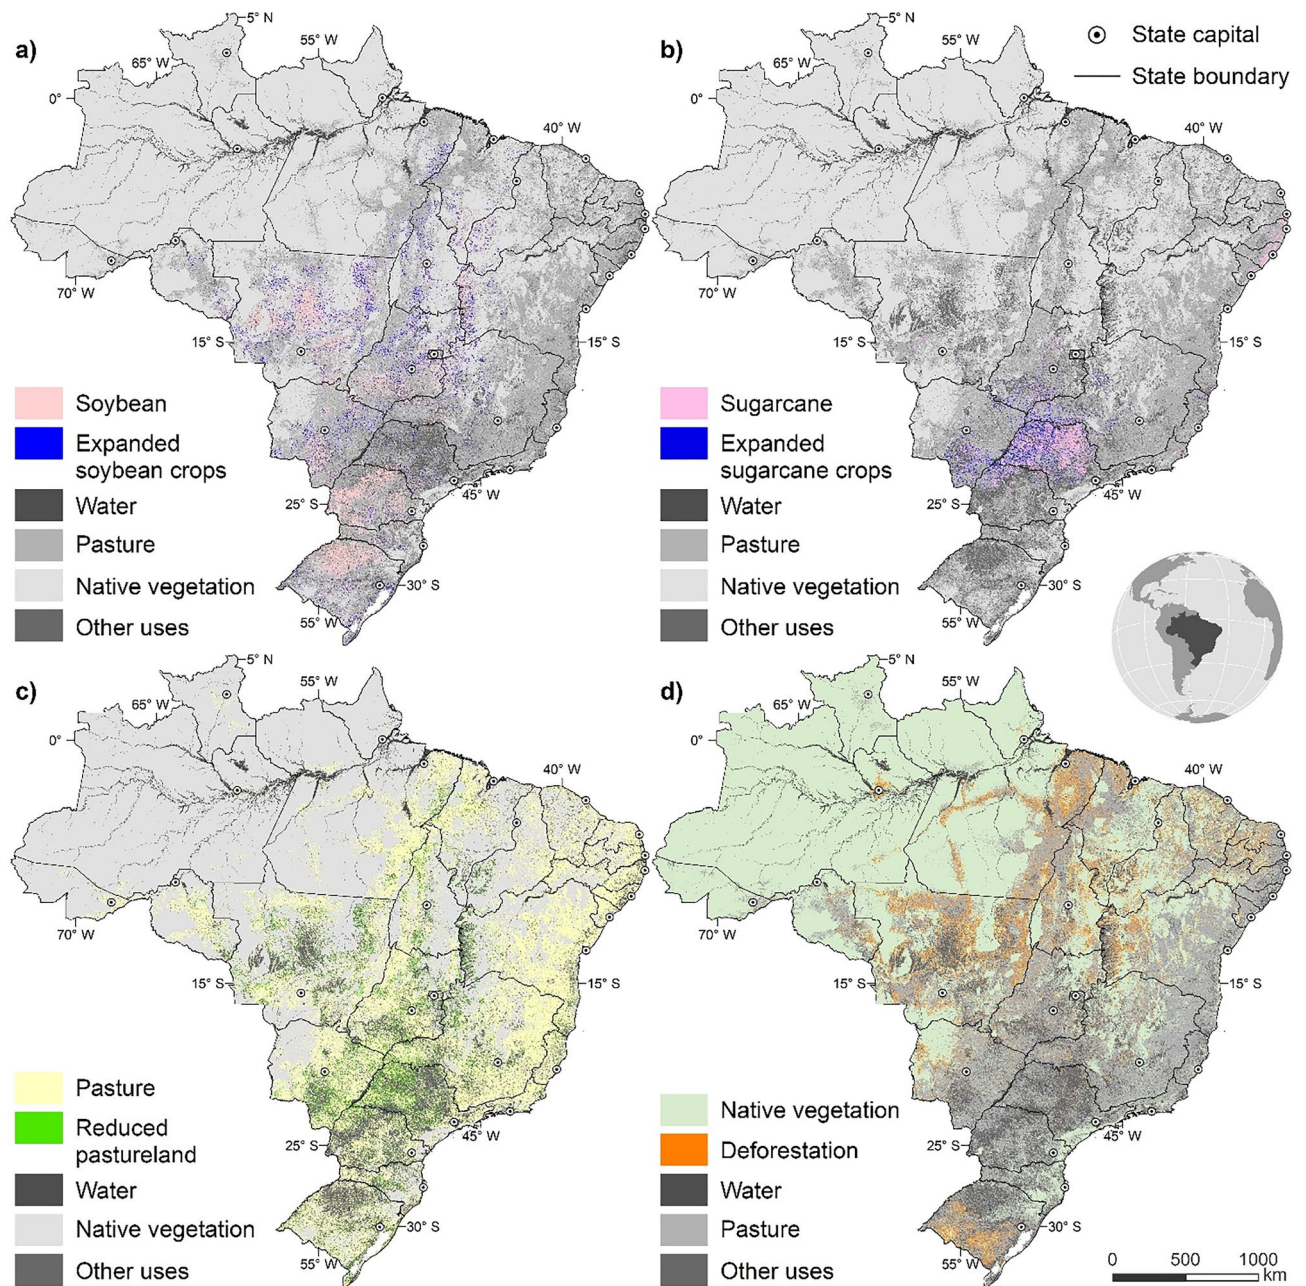 a)
5° N
55° W
65° W
0°
40° W
70° W
15° S
Soybean
Expanded
soybean crops
Water
Pasture
Native vegetation
Other uses
25° S
45° W
30° S
55° W
b)
State capital
State boundary
5° N
55° W
65° W
0°
40° W
70° W
15° S
Sugarcane
Expanded
sugarcane crops
Water
Pasture
Native vegetation
Other uses
25° S
45° W
30° S
55° W
c)
5° N
55° W
65° W
0°
40° W
70° W
15° S
Pasture
Reduced
pastureland
Water
Native vegetation
Other uses
25° S
45° W
30° S
55° W
d)
5° N
55° W
65° W
0°
40° W
70° W
15° S
Native vegetation
Deforestation
Water
Pasture
Other uses
25° S
45° W
30° S
55° W
0 500 1000
km